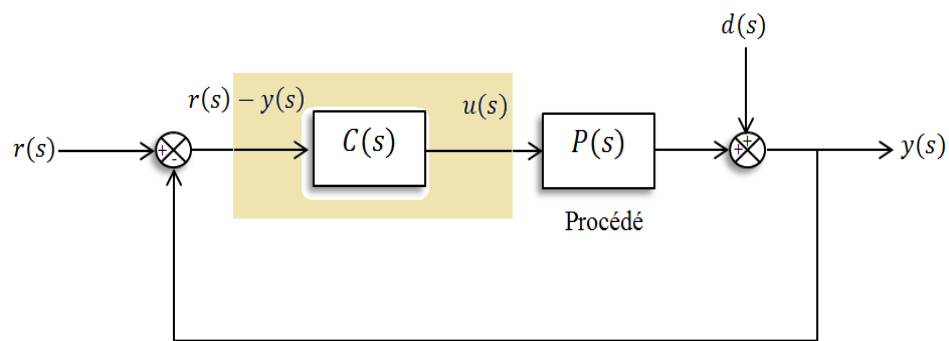 d(s)
r(s) − y(s)
u(s)
r(s)
+
-
C(s)
P(s)
+
+
y(s)
Procédé